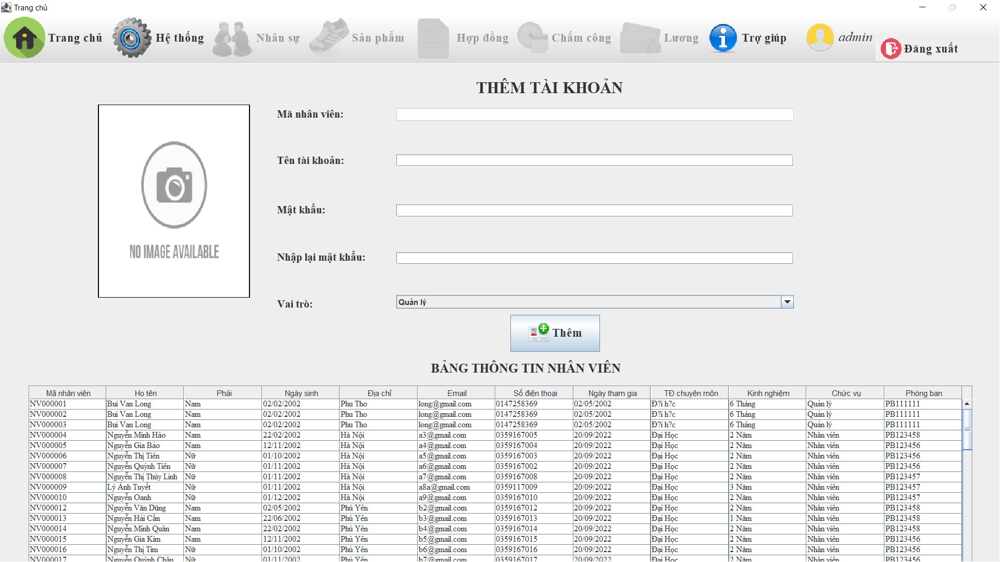 Trang chủ
Trang chủ Hệ thống Nhân sự Sản phẩm Hợp đồng Chấm công Lương Trợ giúp admin Đăng xuất
THÊM TÀI KHOẢN
Mã nhân viên:
Tên tài khoản:
Mật khẩu:
Nhập lại mật khẩu:
Vai trò: Quản lý
NO IMAGE AVAILABLE
Thêm
BẢNG THÔNG TIN NHÂN VIÊN
Mã nhân viên Họ tên Phái Ngày sinh Địa chỉ Email Số điện thoại Ngày tham gia TĐ chuyên môn Kinh nghiệm Chức vụ Phòng ban
NV000001 Bui Van Long Nam 02/02/2002 Phu Tho long@gmail.com 0147258369 02/05/2002 Đ?i h?c 6 Tháng Quản lý PB111111
NV000002 Bui Van Long Nam 02/02/2002 Phu Tho long@gmail.com 0147258369 02/05/2002 Đ?i h?c 6 Tháng Quản lý PB111111
NV000003 Bui Van Long Nam 02/02/2002 Phu Tho long@gmail.com 0147258369 02/05/2002 Đ?i h?c 6 Tháng Quản lý PB111111
NV000004 Nguyễn Minh Hào Nam 22/02/2002 Hà Nội a3@gmail.com 0359167005 20/09/2022 Đại Học 2 Năm Nhân viên PB123458
NV000005 Nguyễn Gia Bảo Nam 12/11/2002 Hà Nội a4@gmail.com 0359167004 20/09/2022 Đại Học 2 Năm Nhân viên PB123456
NV000006 Nguyễn Thị Tiên Nữ 01/10/2002 Hà Nội a5@gmail.com 0359167003 20/09/2022 Đại Học 2 Năm Nhân viên PB123456
NV000007 Nguyễn Quỳnh Tiên Nữ 01/11/2002 Hà Nội a6@gmail.com 0359167002 20/09/2022 Đại Học 2 Năm Nhân viên PB123456
NV000008 Nguyễn Thị Thùy Linh Nữ 01/11/2002 Hà Nội a7@gmail.com 0359167008 20/09/2022 Đại Học 2 Năm Nhân viên PB123457
NV000009 Lý Ánh Tuyết Nữ 01/11/2002 Hà Nội a8a@gmail.com 0359117009 20/09/2022 Đại Học 3 Năm Nhân viên PB123457
NV000010 Nguyễn Oanh Nữ 01/12/2002 Hà Nội a9@gmail.com 0359167010 20/09/2022 Đại Học 2 Năm Nhân viên PB123457
NV000012 Nguyễn Văn Dũng Nam 02/05/2002 Phú Yên b2@gmail.com 0359167012 20/09/2022 Đại Học 2 Năm Nhân viên PB123458
NV000013 Nguyễn Hải Cẩn Nam 22/06/2002 Phú Yên b3@gmail.com 0359167013 20/09/2022 Đại Học 1 Năm Nhân viên PB123458
NV000014 Nguyễn Minh Quân Nam 22/02/2002 Phú Yên b4@gmail.com 0359167014 20/09/2022 Đại Học 2 Năm Nhân viên PB123458
NV000015 Nguyễn Gia Kim Nam 12/11/2002 Phú Yên b5@gmail.com 0359167015 20/09/2022 Đại Học 2 Năm Nhân viên PB123456
NV000016 Nguyễn Thị Tím Nữ 01/10/2002 Phú Yên b6@gmail.com 0359167016 20/09/2022 Đại Học 2 Năm Nhân viên PB123456
NV000017 Nguyễn Quỳnh Châu Nữ 01/11/2002 Phú Yên b7@gmail.com 0359167017 20/09/2022 Đại Học 2 Năm Nhân viên PB123456